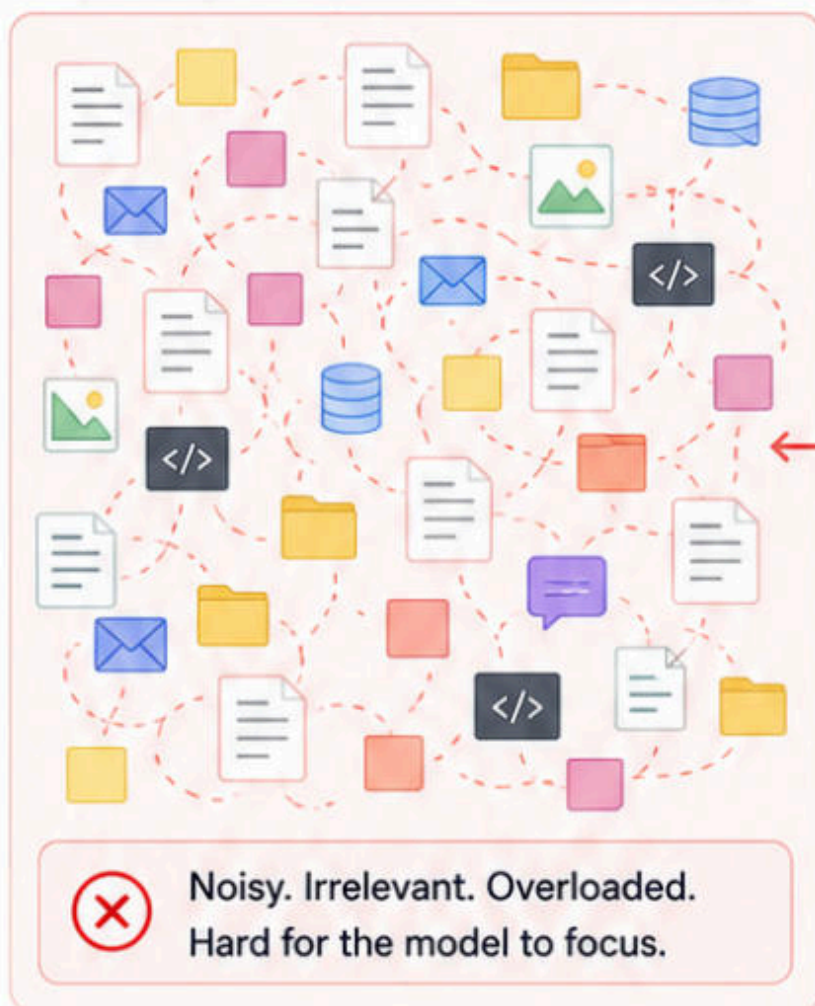 </>
</>
</>
Noisy. Irrelevant. Overloaded.
Hard for the model to focus.